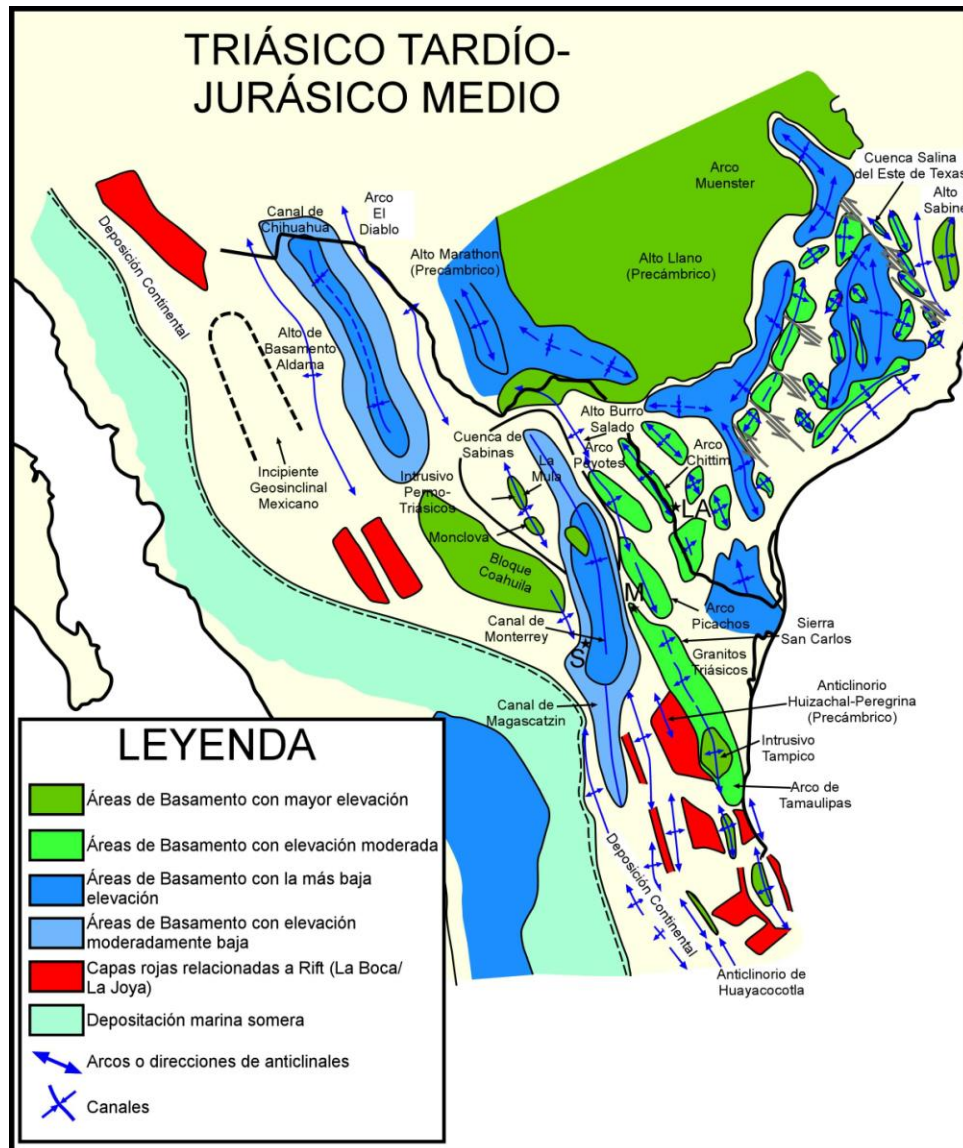 TRIÁSICO TARDÍO-
JURÁSICO MEDIO
Deposición Continental
Canal de
Chihuahua
Arco
El
Diablo
Alto Marathon
(Precámbrico)
Arco
Muenster
Alto Llano
(Precámbrico)
Cuenca Salina
del Este de Texas
Alto
Sabine
Alto de
Basamento
Aldama
Incipiente
Geosinclinal
Mexicano
Cuenca de
Sabinas
La
Mula
Intrusivo
Permo-
Triásicos
Monclova
Bloque
Coahuila
Alto Burro
Salado
Arco
Peyotes
Arco
Chittim
LA
M
S
Canal de
Monterrey
Arco
Picachos
Sierra
San Carlos
Granitos
Triásicos
Canal de
Magascatzin
Anticlinorio
Huizachal-Peregrina
(Precámbrico)
Intrusivo
Tampico
Arco de
Tamaulipas
Deposición Continental
Anticlinorio de
Huayacocotla
LEYENDA
Áreas de Basamento con mayor elevación
Áreas de Basamento con elevación moderada
Áreas de Basamento con la más baja
elevación
Áreas de Basamento con elevación
moderadamente baja
Capas rojas relacionadas a Rift (La Boca/
La Joya)
Depositación marina somera
Arcos o direcciones de anticlinales
Canales